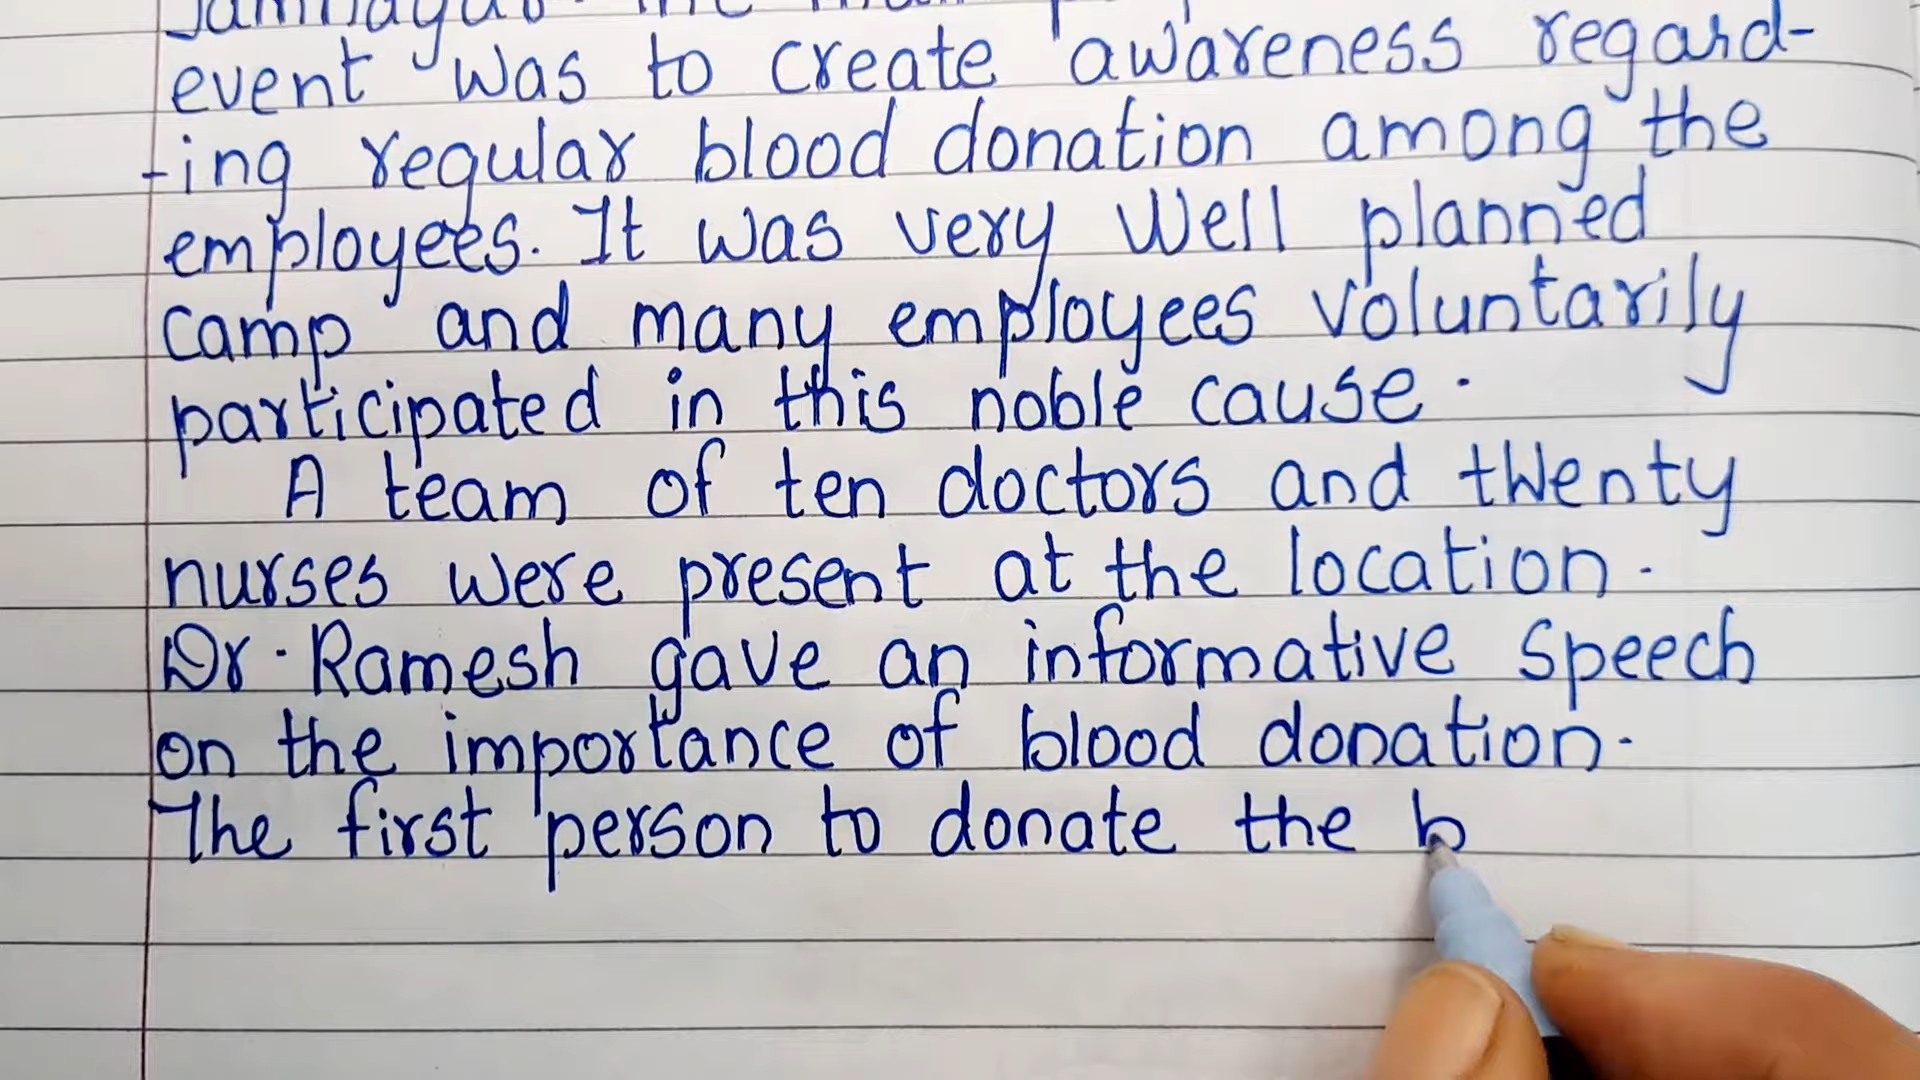 event was to create awareness regard-
-ing regular blood donation among the
employees. It was very well planned
camp and many employees voluntarily
participated in this noble cause.
A team of ten doctors and twenty
nurses were present at the location.
Dr. Ramesh gave an informative speech
on the importance of blood donation.
The first person to donate the b